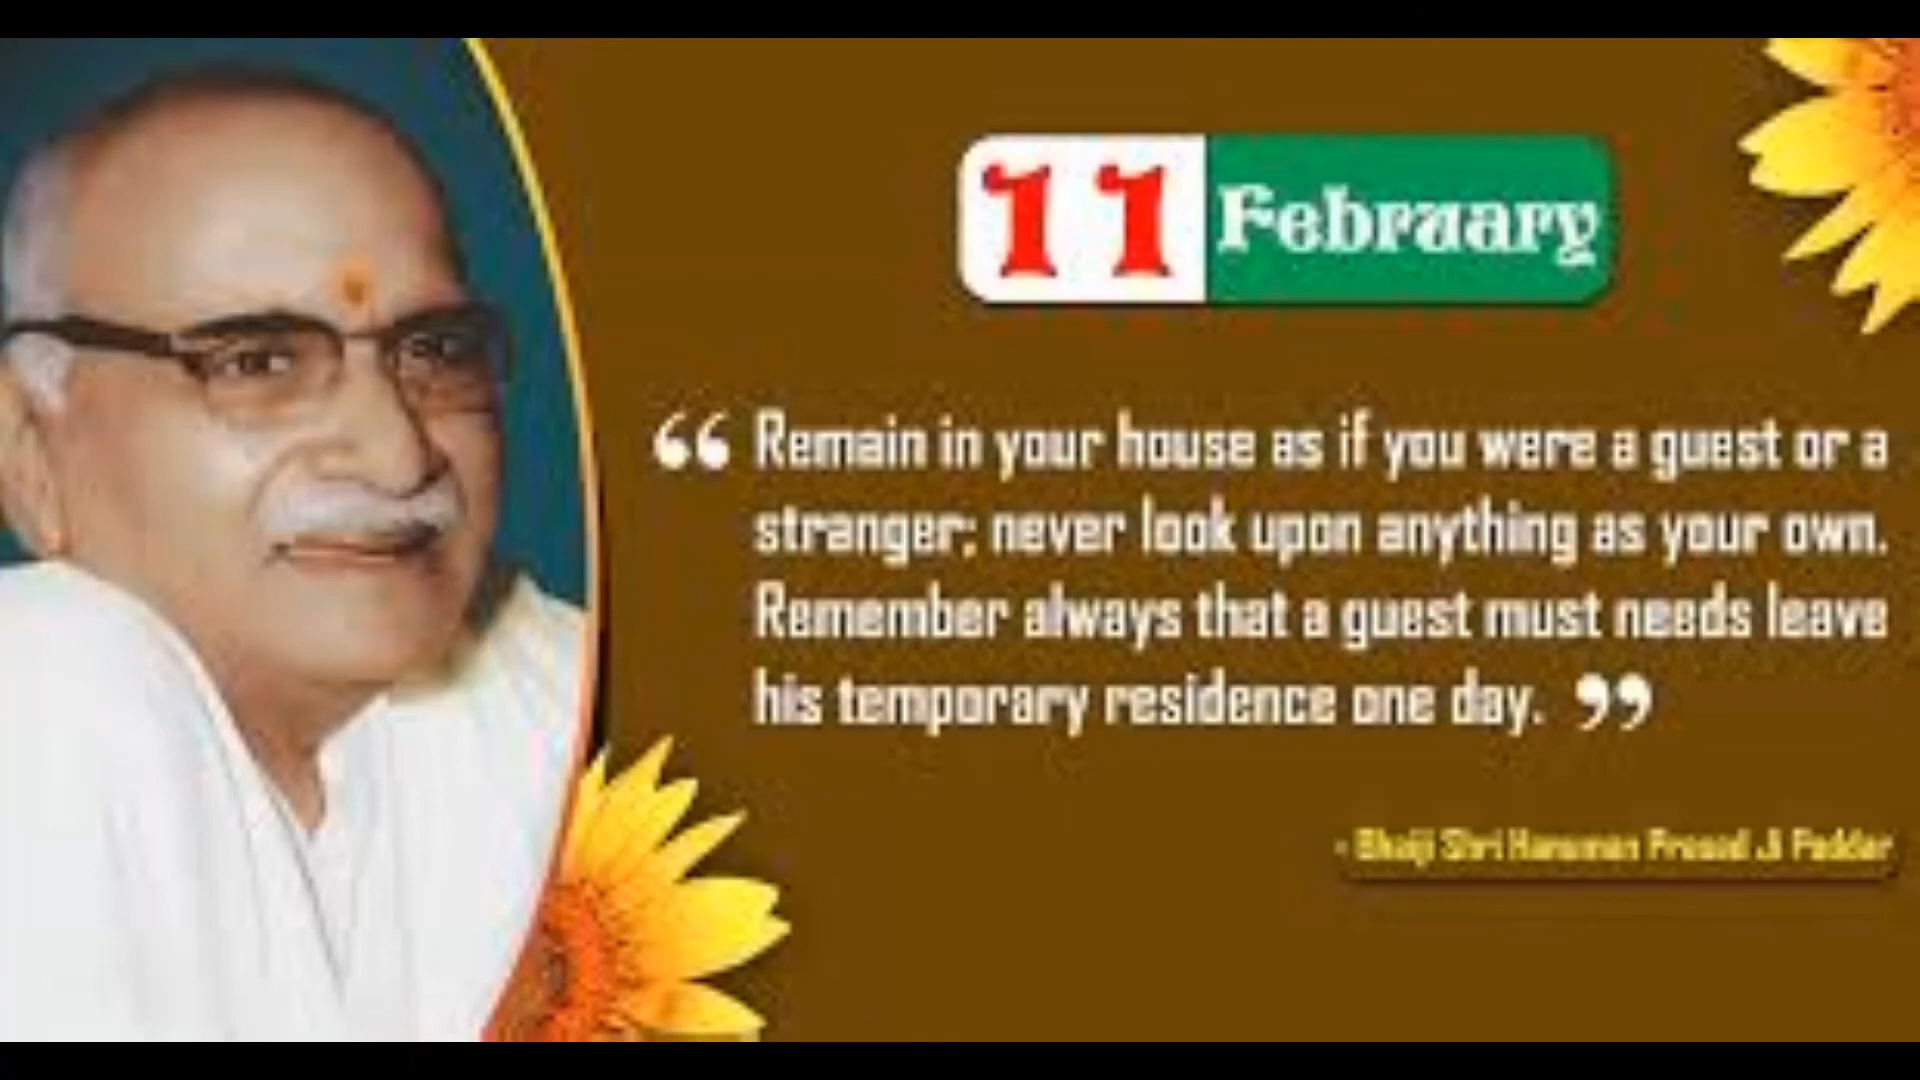 11 February
“ Remain in your house as if you were a guest or a
stranger; never look upon anything as your own.
Remember always that a guest must needs leave
his temporary residence one day. ”
- Bhaiji Shri Hanuman Prasad Ji Poddar